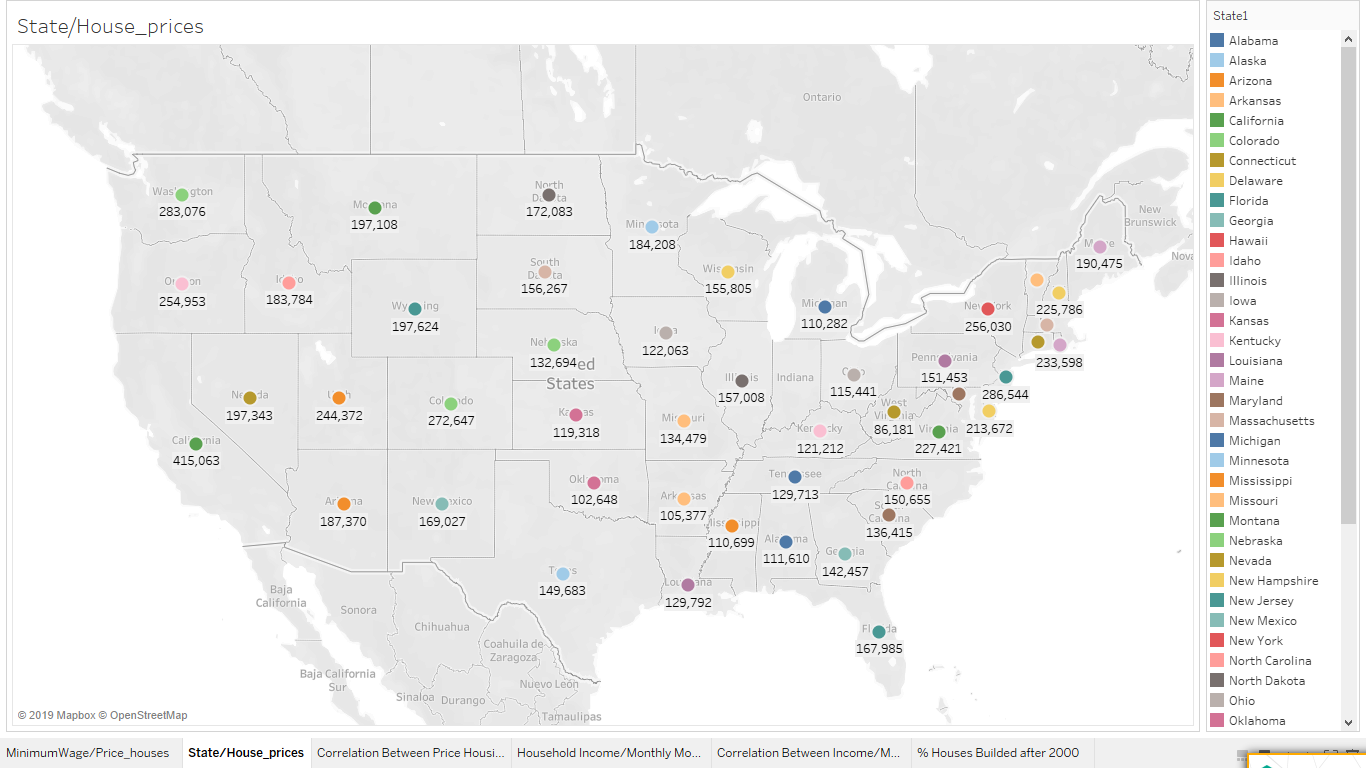 State/House_prices
State1
Ontario
New
Brunswick
Nova
Washington
283,076
Montana
197,108
North
Dakota
172,083
Minnesota
184,208
Maine
190,475
Oregon
254,953
Idaho
183,784
Wyoming
197,624
South
Dakota
156,267
Wisconsin
155,805
Michigan
110,282
New York
256,030
225,786
Nebraska
132,694
Iowa
122,063
233,598
United
States
Illinois
157,008
Indiana
Ohio
115,441
Pennsylvania
151,453
286,544
Nevada
197,343
Utah
244,372
Colorado
272,647
Kansas
119,318
Missouri
134,479
Kentucky
121,212
West
Virginia
86,181
Virginia
227,421
213,672
California
415,063
Arizona
187,370
New Mexico
169,027
Oklahoma
102,648
Arkansas
105,377
Tennessee
129,713
North
Carolina
150,655
South
Carolina
136,415
Mississippi
110,699
Alabama
111,610
Georgia
142,457
Texas
149,683
Louisiana
129,792
Florida
167,985
Baja
California
Sonora
Chihuahua
Coahuila de
Zaragoza
Baja California
Sur
Sinaloa
Durango
Nuevo León
Tamaulipas
© 2019 Mapbox © OpenStreetMap
Alabama
Alaska
Arizona
Arkansas
California
Colorado
Connecticut
Delaware
Florida
Georgia
Hawaii
Idaho
Illinois
Iowa
Kansas
Kentucky
Louisiana
Maine
Maryland
Massachusetts
Michigan
Minnesota
Mississippi
Missouri
Montana
Nebraska
Nevada
New Hampshire
New Jersey
New Mexico
New York
North Carolina
North Dakota
Ohio
Oklahoma
MinimumWage/Price_houses
State/House_prices
Correlation Between Price Housi...
Household Income/Monthly Mo...
Correlation Between Income/M...
% Houses Builded after 2000